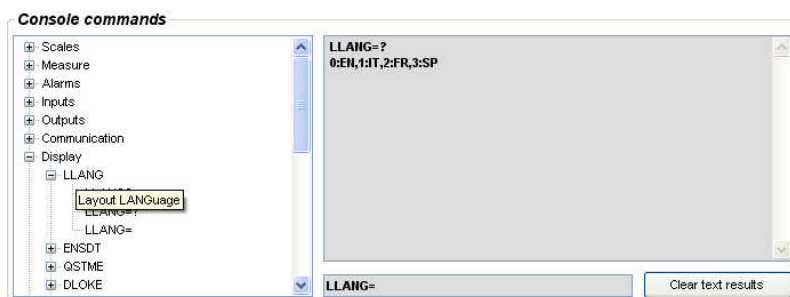 Console commands
Scales
Measure
Alarms
Inputs
Outputs
Communication
Display
LLANG
Layout LANGuage
LLANG=?
LLANG=
ENSDT
QSTME
DLOKE
LLANG=?
0:EN,1:IT,2:FR,3:SP
LLANG=
Clear text results